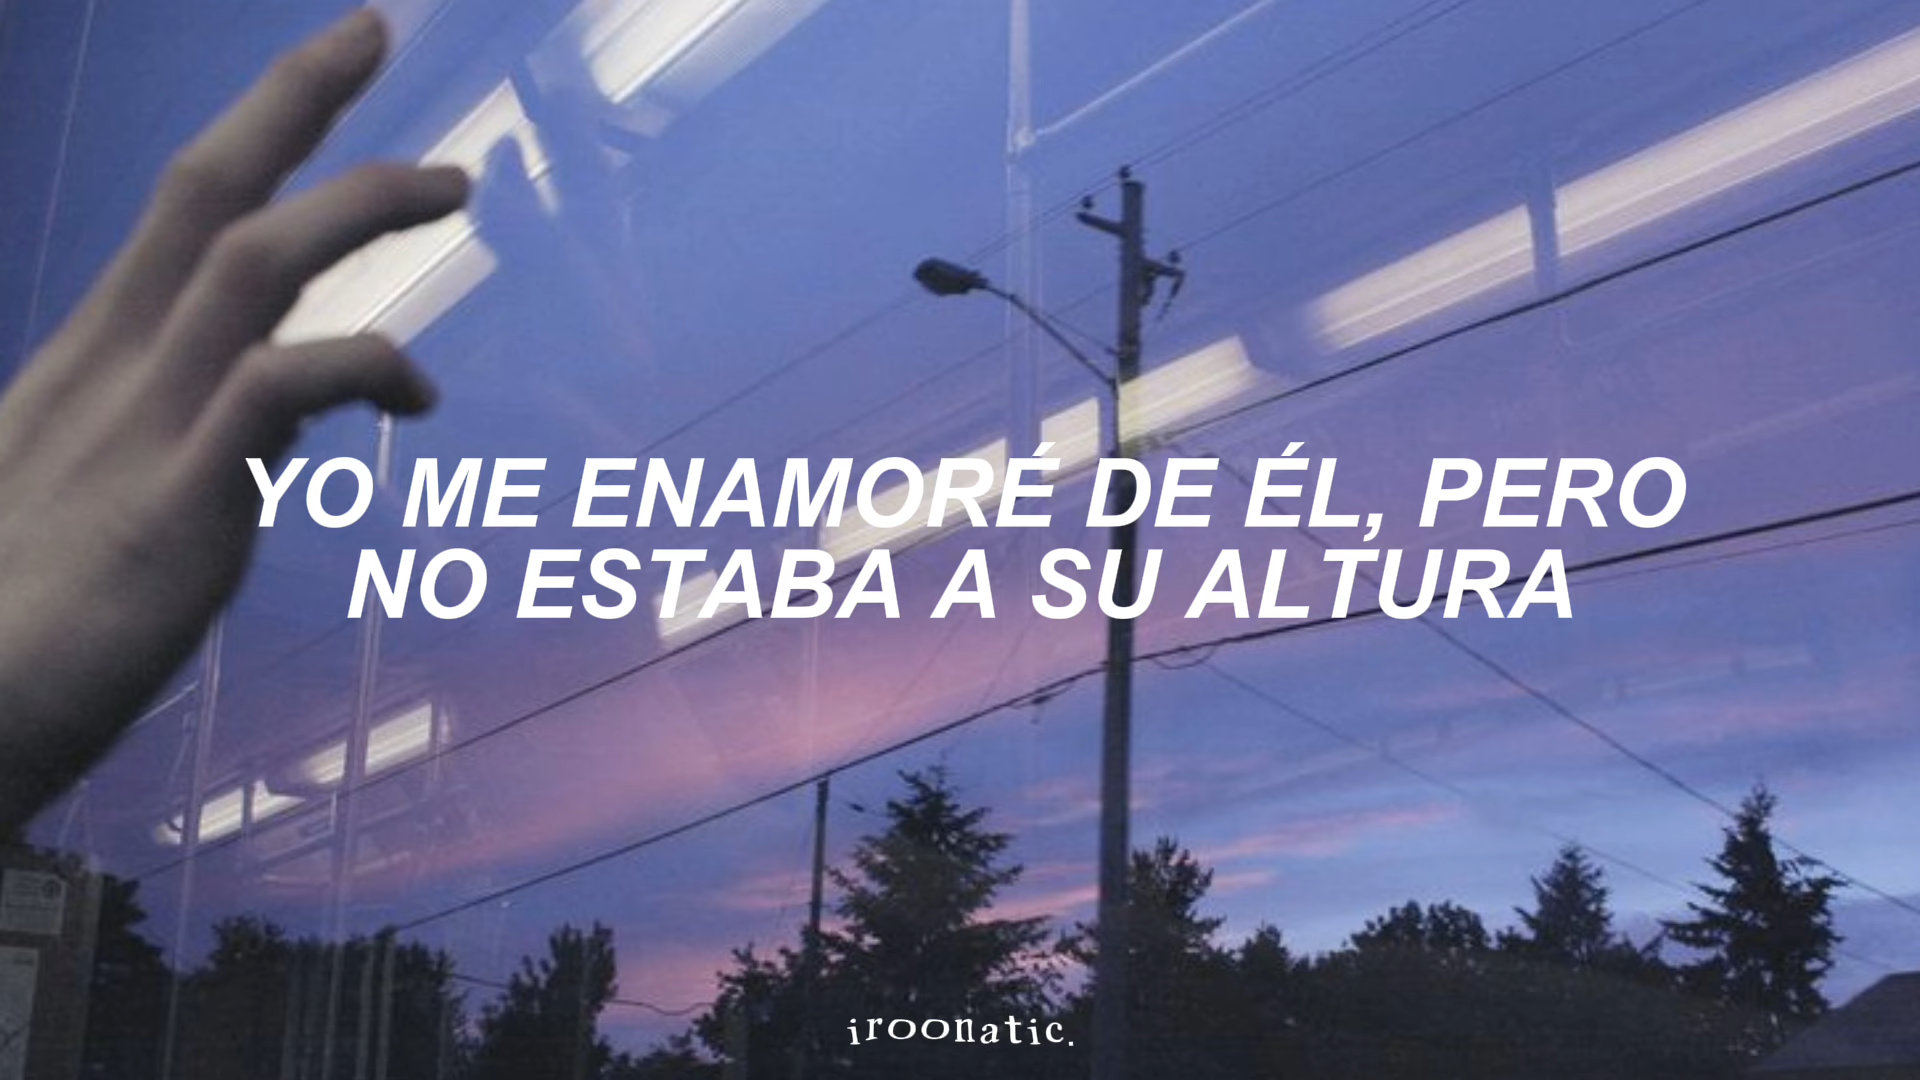 YO ME ENAMORÉ DE ÉL, PERO
NO ESTABA A SU ALTURA
iroonatic.